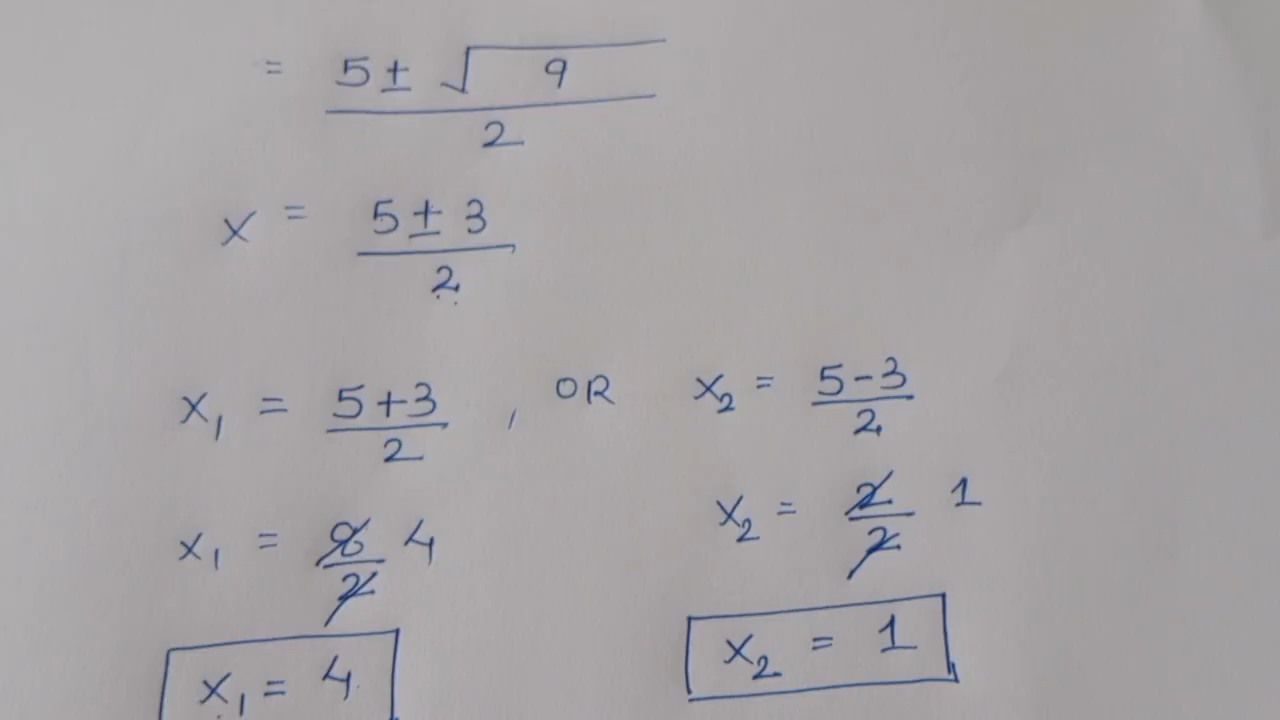 = (5 ± √9) / 2
x = (5 ± 3) / 2
x₁ = (5+3) / 2 , OR x₂ = (5-3) / 2
x₁ = 8/2 4 x₂ = 2/2 1
x₁ = 4 x₂ = 1